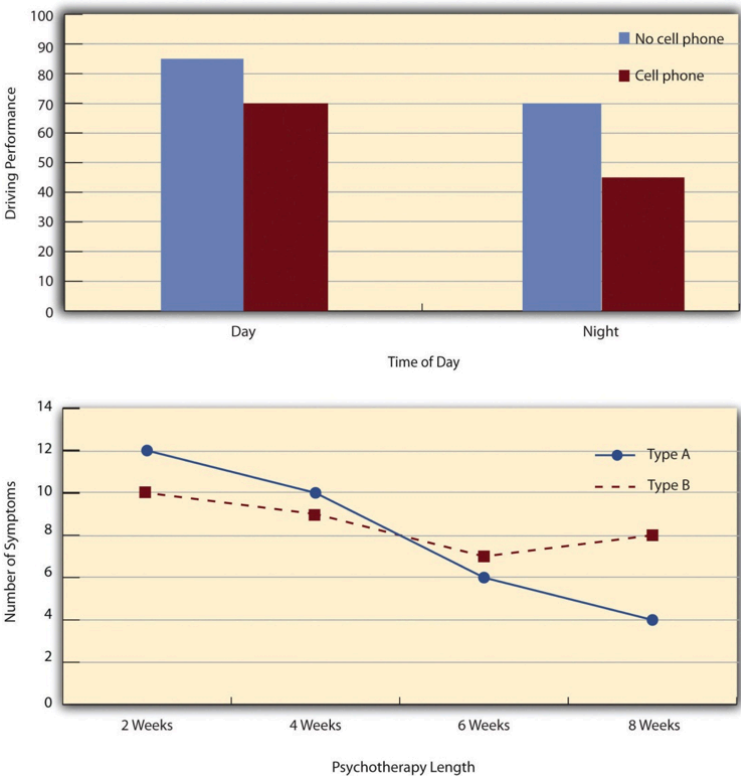 100
90
80
70
60
50
40
30
20
10
0
Driving Performance
No cell phone
Cell phone
Day Night
Time of Day
14
12
10
8
6
4
2
0
Number of Symptoms
Type A
Type B
2 Weeks 4 Weeks 6 Weeks 8 Weeks
Psychotherapy Length